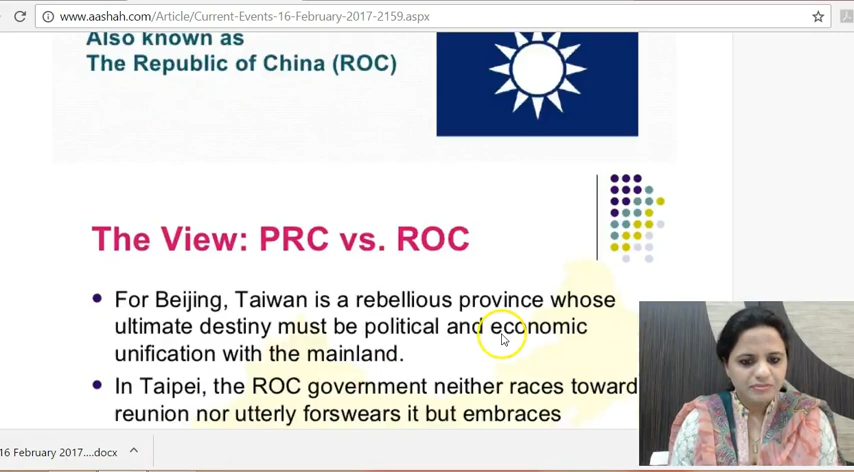 www.aashah.com/Article/Current-Events-16-February-2017-2159.aspx
Also known as
The Republic of China (ROC)
The View: PRC vs. ROC
• For Beijing, Taiwan is a rebellious province whose
ultimate destiny must be political and economic
unification with the mainland.
• In Taipei, the ROC government neither races toward
reunion nor utterly forswears it but embraces
16 February 2017....docx